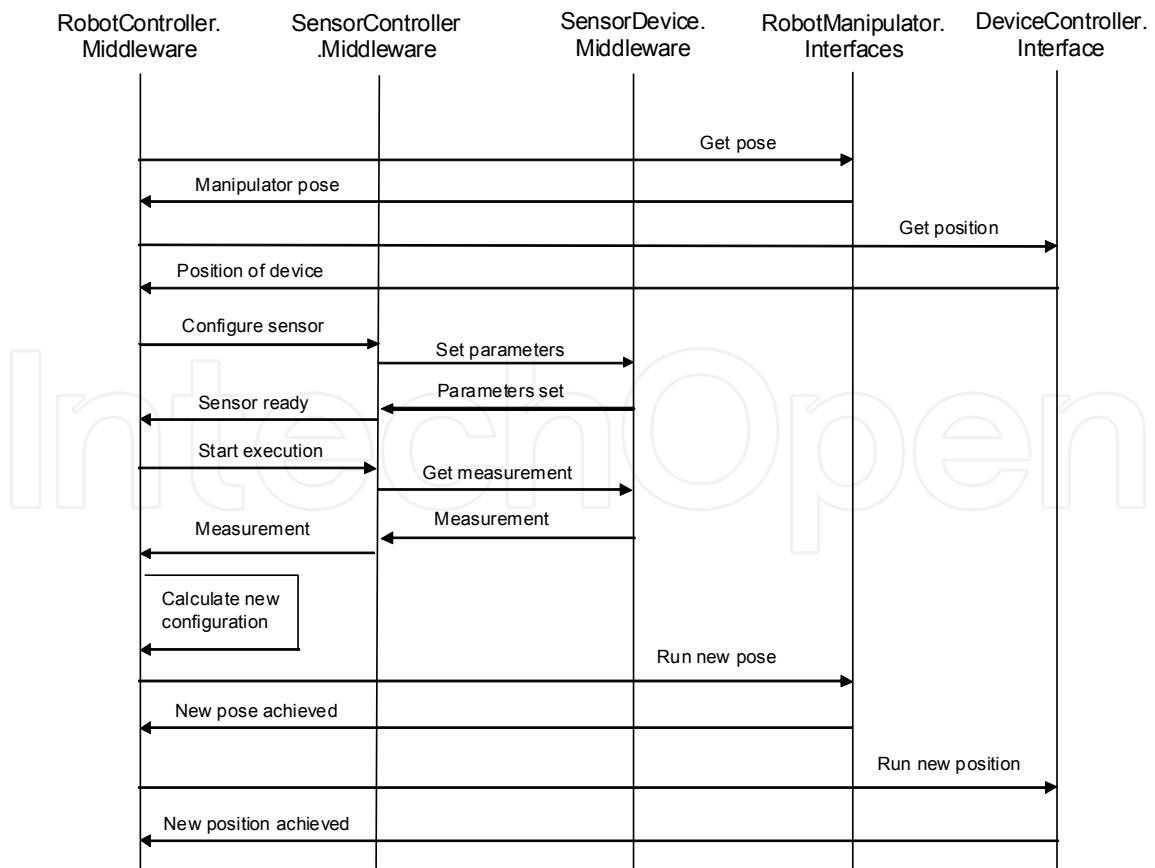 RobotController.
Middleware
SensorController
.Middleware
SensorDevice.
Middleware
RobotManipulator.
Interfaces
DeviceController.
Interface
Get pose
Manipulator pose
Get position
Position of device
Configure sensor
Set parameters
Parameters set
Sensor ready
Start execution
Get measurement
Measurement
Measurement
Calculate new
configuration
Run new pose
New pose achieved
Run new position
New position achieved
IntechOpen